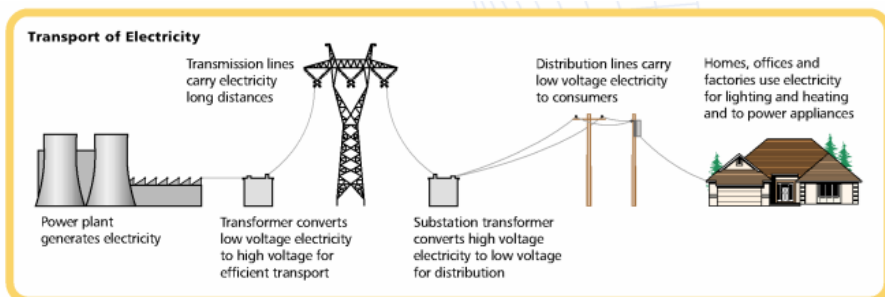 Transport of Electricity
Transmission lines
carry electricity
long distances
Distribution lines carry
low voltage electricity
to consumers
Homes, offices and
factories use electricity
for lighting and heating
and to power appliances
Power plant
generates electricity
Transformer converts
low voltage electricity
to high voltage for
efficient transport
Substation transformer
converts high voltage
electricity to low voltage
for distribution